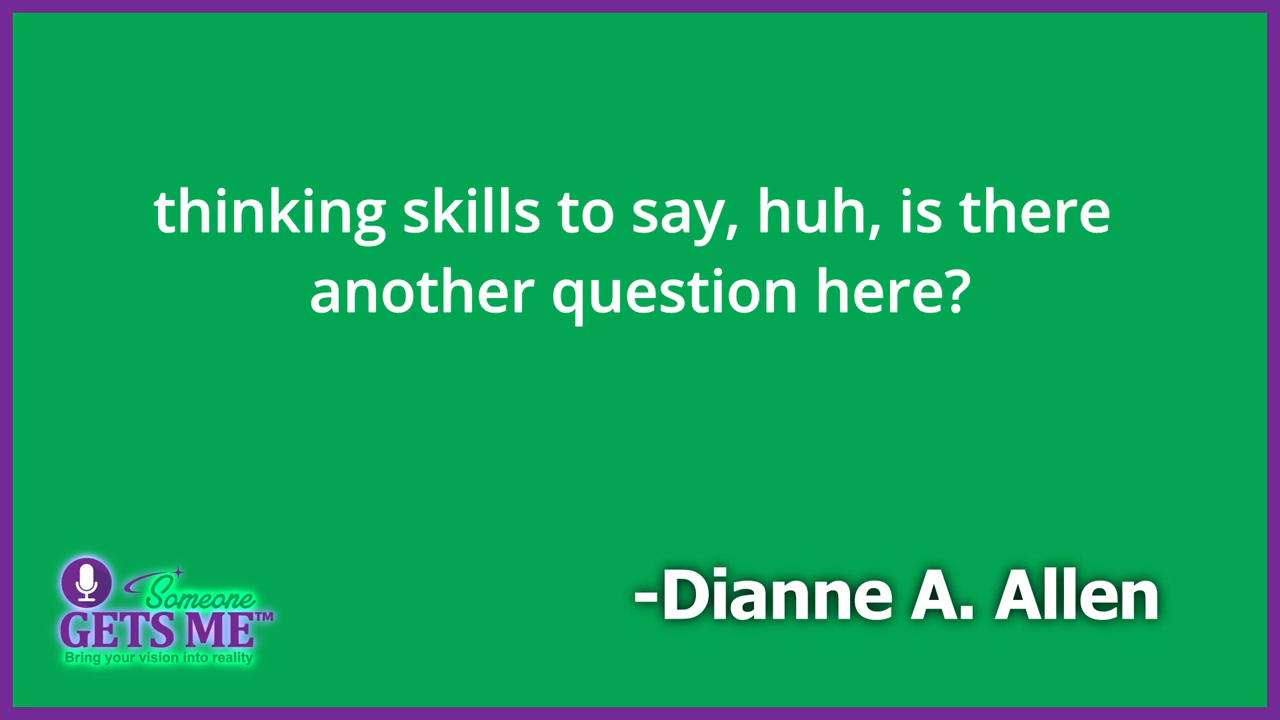 thinking skills to say, huh, is there
another question here?
-Dianne A. Allen
Someone
GETS ME™
Bring your vision into reality